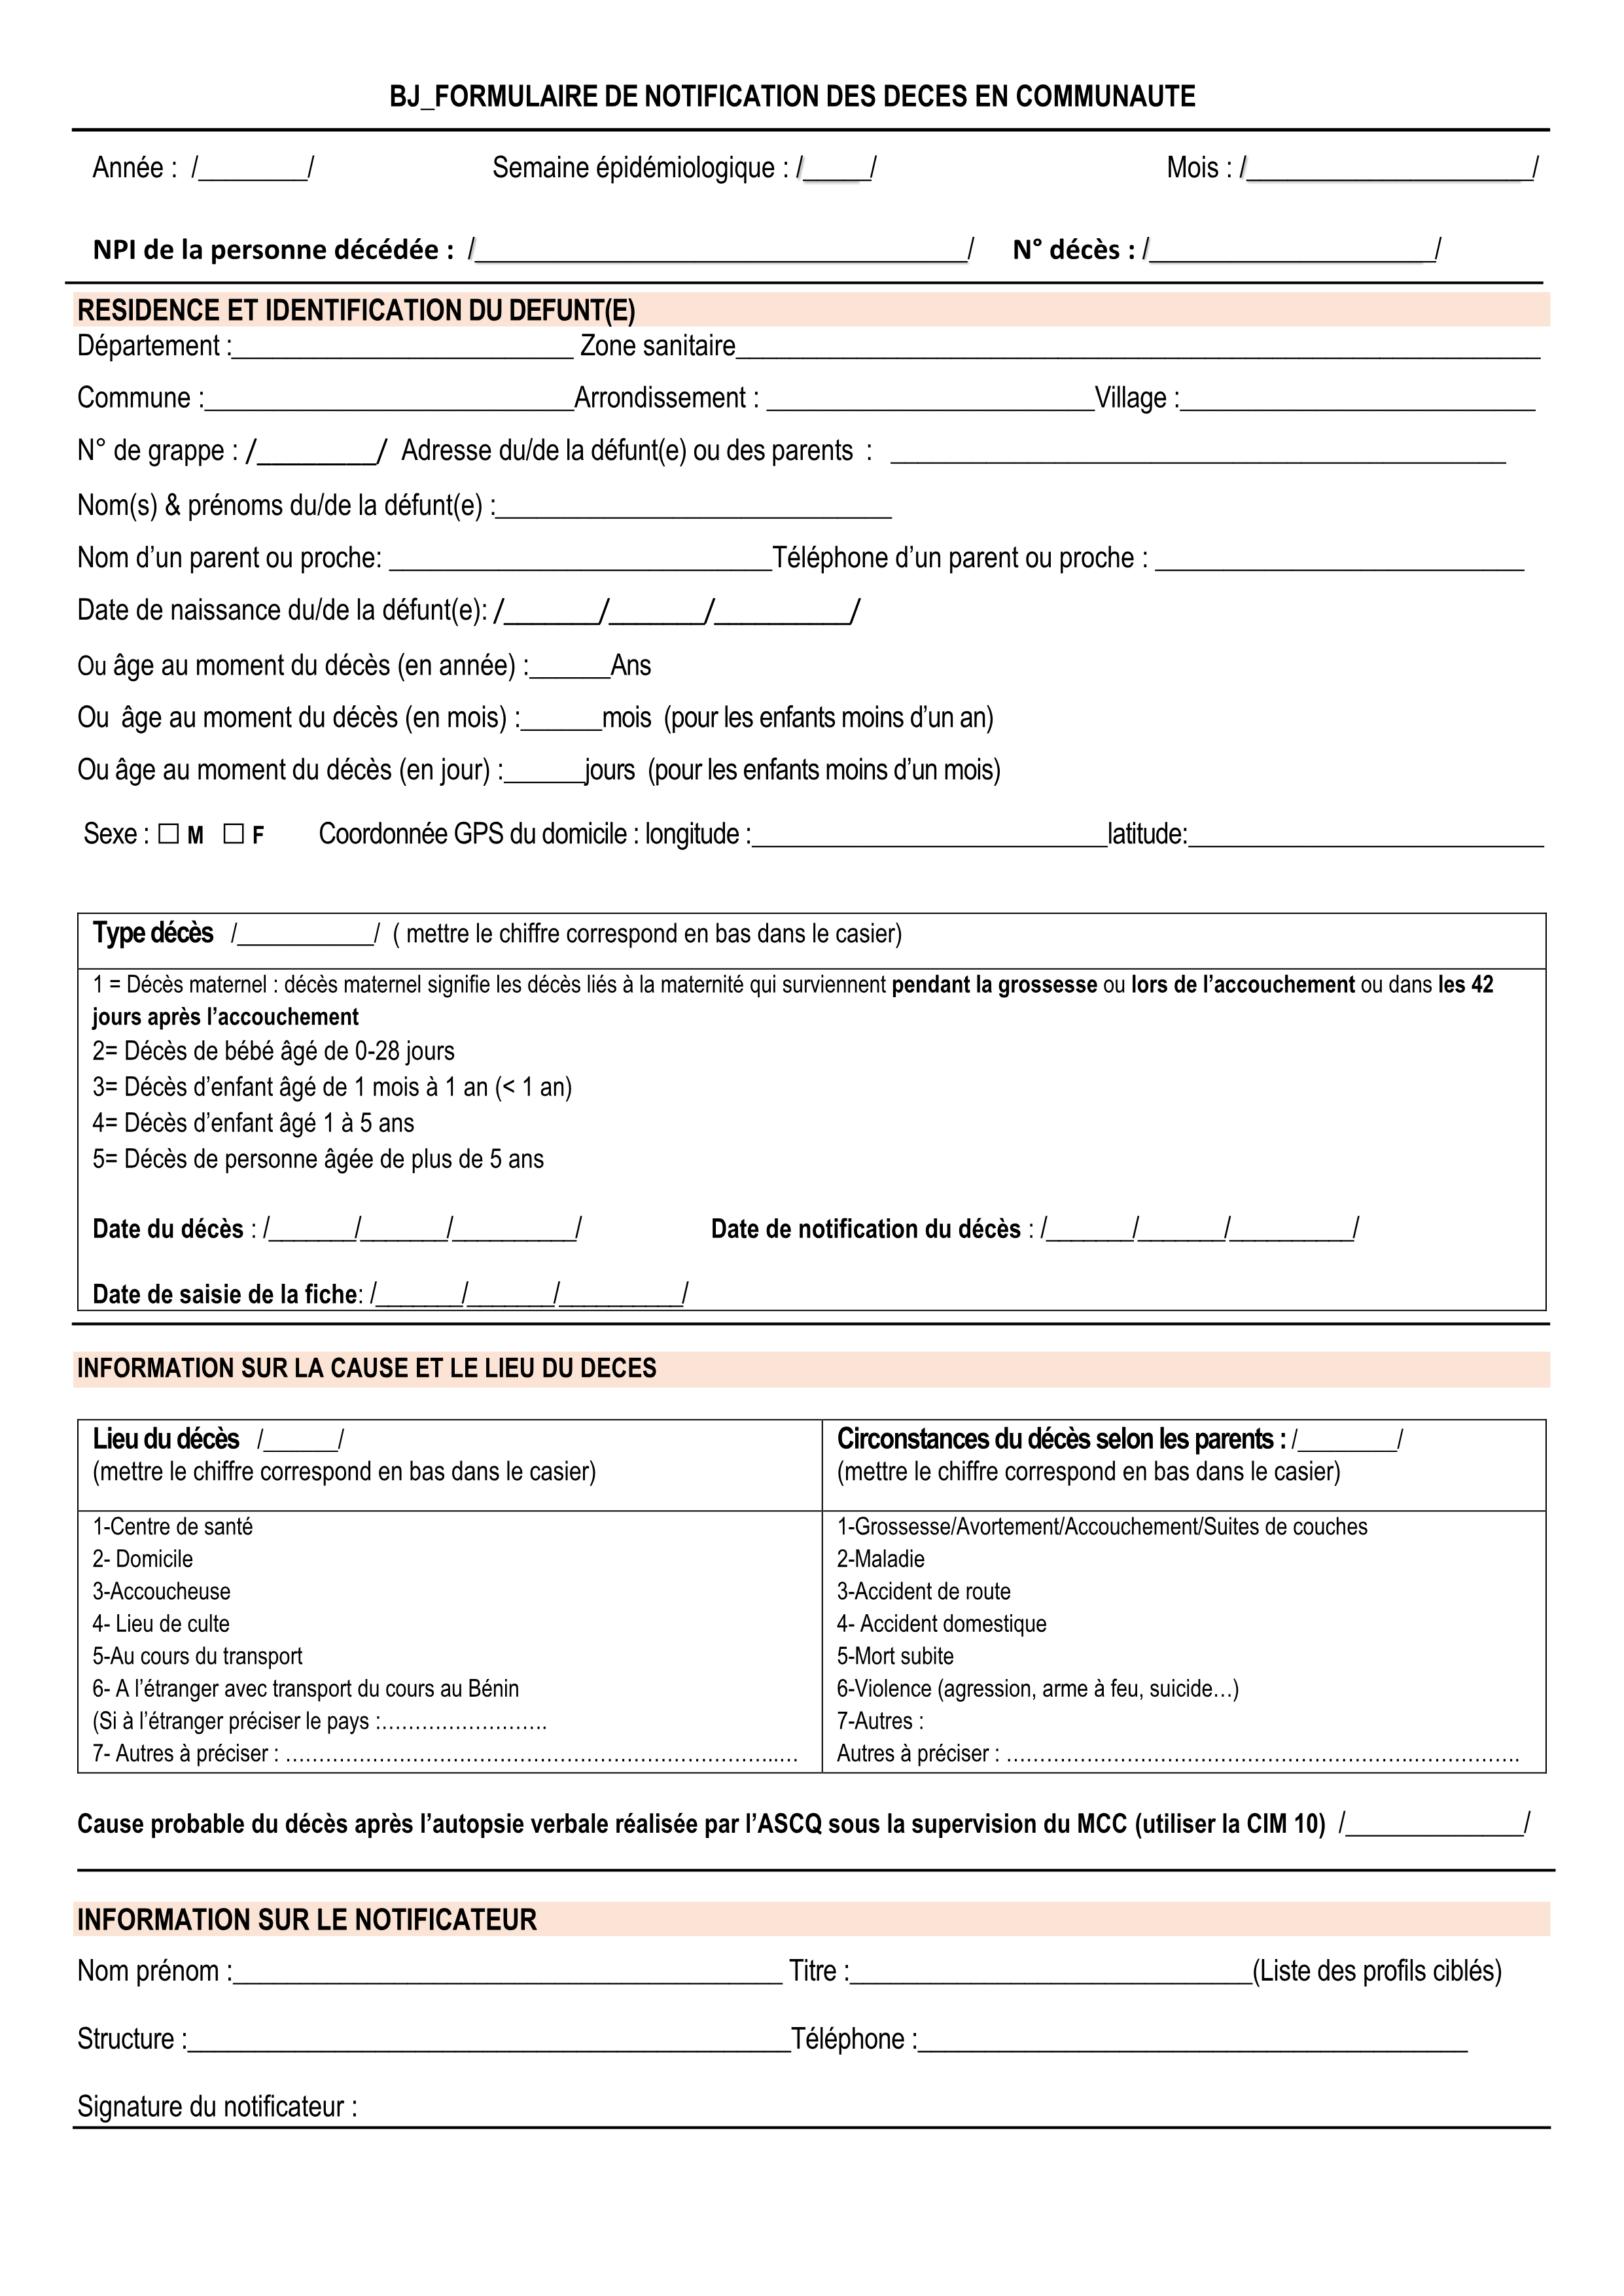 BJ_FORMULAIRE DE NOTIFICATION DES DECES EN COMMUNAUTE
Année : /________/ Semaine épidémiologique : /_____/ Mois : /_____________________/
NPI de la personne décédée : /____________________________________/ N° décès : /____________________/
RESIDENCE ET IDENTIFICATION DU DEFUNT(E)
Département :_________________________ Zone sanitaire___________________________________________________________
Commune :___________________________Arrondissement : ________________________Village :__________________________
N° de grappe : /________/ Adresse du/de la défunt(e) ou des parents : _____________________________________________
Nom(s) & prénoms du/de la défunt(e) :_____________________________
Nom d’un parent ou proche: ____________________________Téléphone d’un parent ou proche : ___________________________
Date de naissance du/de la défunt(e): /_______/_______/__________/
Ou âge au moment du décès (en année) :______Ans
Ou âge au moment du décès (en mois) :______mois (pour les enfants moins d’un an)
Ou âge au moment du décès (en jour) :______jours (pour les enfants moins d’un mois)
Sexe : ☐ M ☐ F Coordonnée GPS du domicile : longitude :__________________________latitude:__________________________
Type décès /___________/ ( mettre le chiffre correspond en bas dans le casier)
1 = Décès maternel : décès maternel signifie les décès liés à la maternité qui surviennent pendant la grossesse ou lors de l’accouchement ou dans les 42
jours après l’accouchement
2= Décès de bébé âgé de 0-28 jours
3= Décès d’enfant âgé de 1 mois à 1 an (< 1 an)
4= Décès d’enfant âgé 1 à 5 ans
5= Décès de personne âgée de plus de 5 ans
Date du décès : /_______/_______/__________/ Date de notification du décès : /_______/_______/__________/
Date de saisie de la fiche: /_______/_______/__________/
INFORMATION SUR LA CAUSE ET LE LIEU DU DECES
Lieu du décès /______/
(mettre le chiffre correspond en bas dans le casier)
1-Centre de santé
2- Domicile
3-Accoucheuse
4- Lieu de culte
5-Au cours du transport
6- A l’étranger avec transport du cours au Bénin
(Si à l’étranger préciser le pays :…………………….
7- Autres à préciser : ………………………………………………………………...…
Circonstances du décès selon les parents : /________/
(mettre le chiffre correspond en bas dans le casier)
1-Grossesse/Avortement/Accouchement/Suites de couches
2-Maladie
3-Accident de route
4- Accident domestique
5-Mort subite
6-Violence (agression, arme à feu, suicide…)
7-Autres :
Autres à préciser : …………………………………………………….…………….
Cause probable du décès après l’autopsie verbale réalisée par l’ASCQ sous la supervision du MCC (utiliser la CIM 10) /_____________/
INFORMATION SUR LE NOTIFICATEUR
Nom prénom :________________________________________ Titre :_____________________________(Liste des profils ciblés)
Structure :____________________________________________Téléphone :________________________________________
Signature du notificateur :